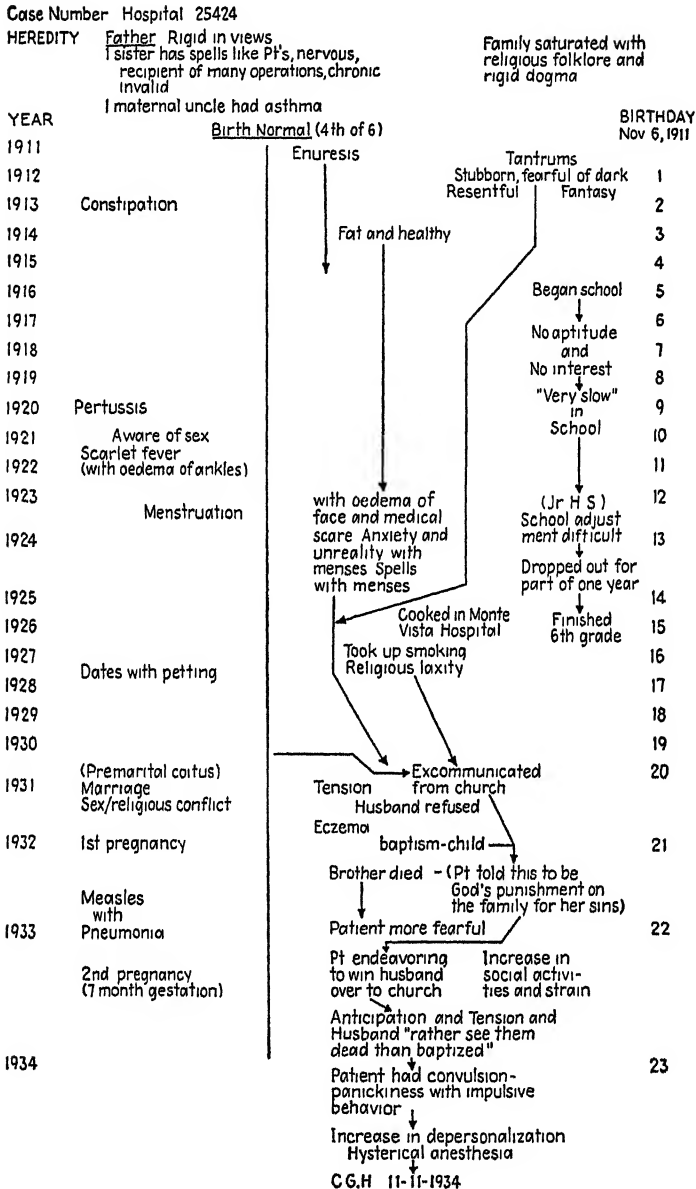 Case Number Hospital 25424
HEREDITY Father Rigid in views
1 sister has spells like Pt's, nervous,
recipient of many operations, chronic
invalid
1 maternal uncle had asthma
Family saturated with
religious folklore and
rigid dogma
YEAR
Birth Normal (4th of 6)
BIRTHDAY
Nov 6, 1911
1911
Enuresis
Tantrums
1912
Stubborn, fearful of dark
1
Resentful Fantasy
1913 Constipation
2
1914
Fat and healthy
3
1915
4
1916
Began school
5
1917
6
No aptitude
1918
and
7
No interest
1919
8
"Very slow"
1920 Pertussis
in
9
School
1921 Aware of sex
10
Scarlet fever
1922 (with oedema of ankles)
11
1923
Menstruation
with oedema of
face and medical
scare Anxiety and
unreality with
menses Spells
with menses
(Jr H S)
School adjust
ment difficult
12
1924
13
Dropped out for
part of one year
1925
14
Cooked in Monte
Vista Hospital
Finished
6th grade
1926
15
1927
Took up smoking
Religious laxity
16
Dates with petting
1928
17
1929
18
1930
19
(Premarital coitus)
Excommunicated
from church
20
1931 Marriage
Tension
Sex/religious conflict
Husband refused
Eczema
1932 1st pregnancy
baptism-child
21
Brother died - (Pt told this to be
God's punishment on
the family for her sins)
Measles
with
1933 Pneumonia
Patient more fearful
22
2nd pregnancy
(7 month gestation)
Pt endeavoring
to win husband
over to church
Increase in
social activi-
ties and strain
Anticipation and Tension and
Husband "rather see them
dead than baptized"
1934
23
Patient had convulsion-
panickiness with impulsive
behavior
Increase in depersonalization
Hysterical anesthesia
C G.H 11-11-1934